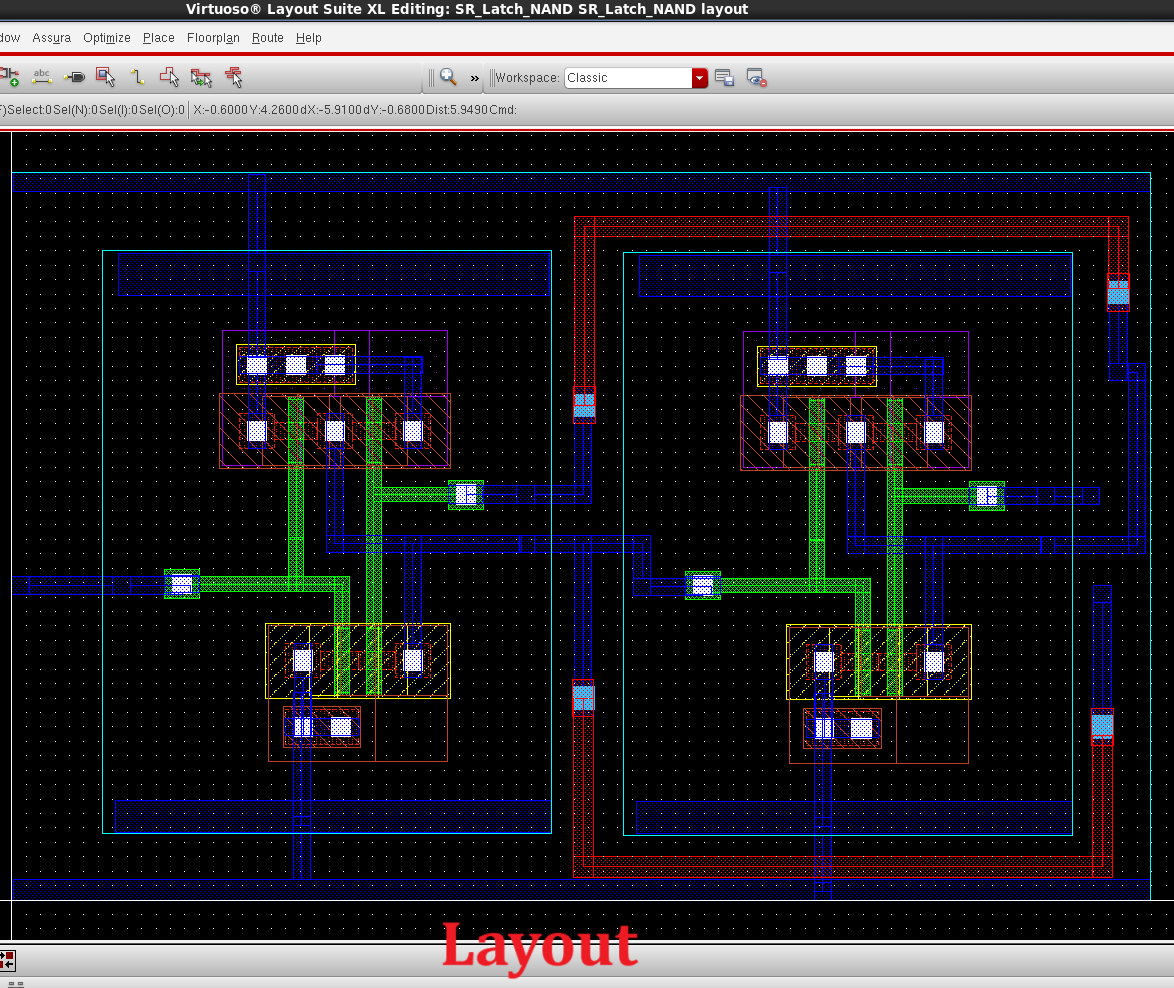 Virtuoso® Layout Suite XL Editing: SR_Latch_NAND SR_Latch_NAND layout
dow Assura Optimize Place Floorplan Route Help
abc » Workspace: Classic
F)Select:0 Sel(N):0 Sel(I):0 Sel(O):0 X:-0.6000 Y:4.2600 dX:-5.9100 dY:-0.6800 Dist:5.9490 Cmd:
Layout